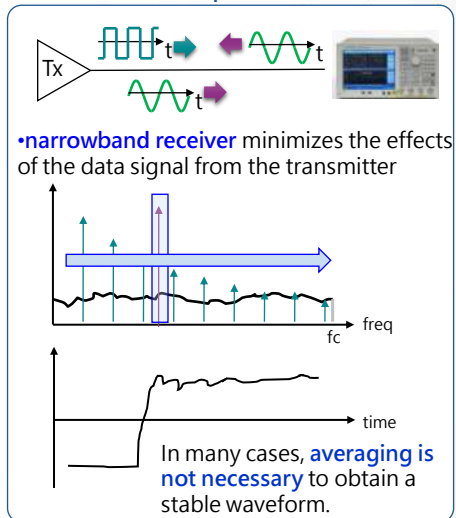 t
t
Tx
t
•narrowband receiver minimizes the effects
of the data signal from the transmitter
freq
fc
time
In many cases, averaging is
not necessary to obtain a
stable waveform.